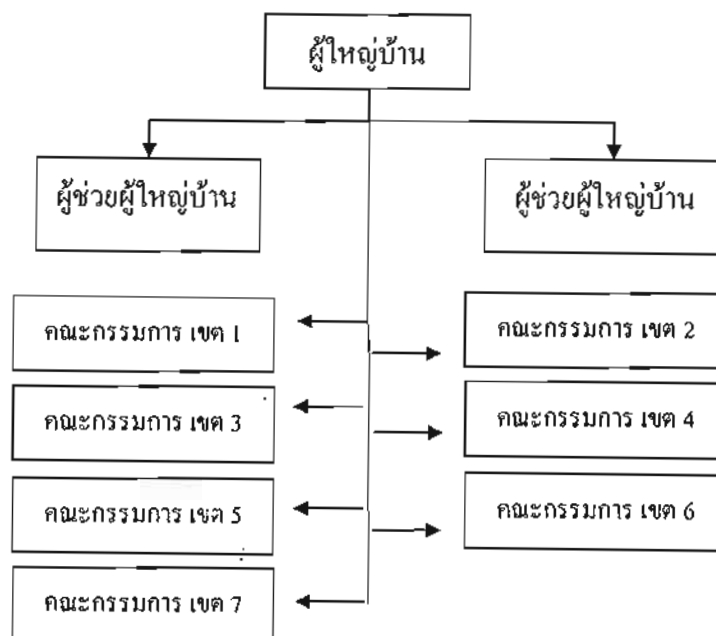 ผู้ใหญ่บ้าน
ผู้ช่วยผู้ใหญ่บ้าน
ผู้ช่วยผู้ใหญ่บ้าน
คณะกรรมการ เขต 1
คณะกรรมการ เขต 2
คณะกรรมการ เขต 3
คณะกรรมการ เขต 4
คณะกรรมการ เขต 5
คณะกรรมการ เขต 6
คณะกรรมการ เขต 7